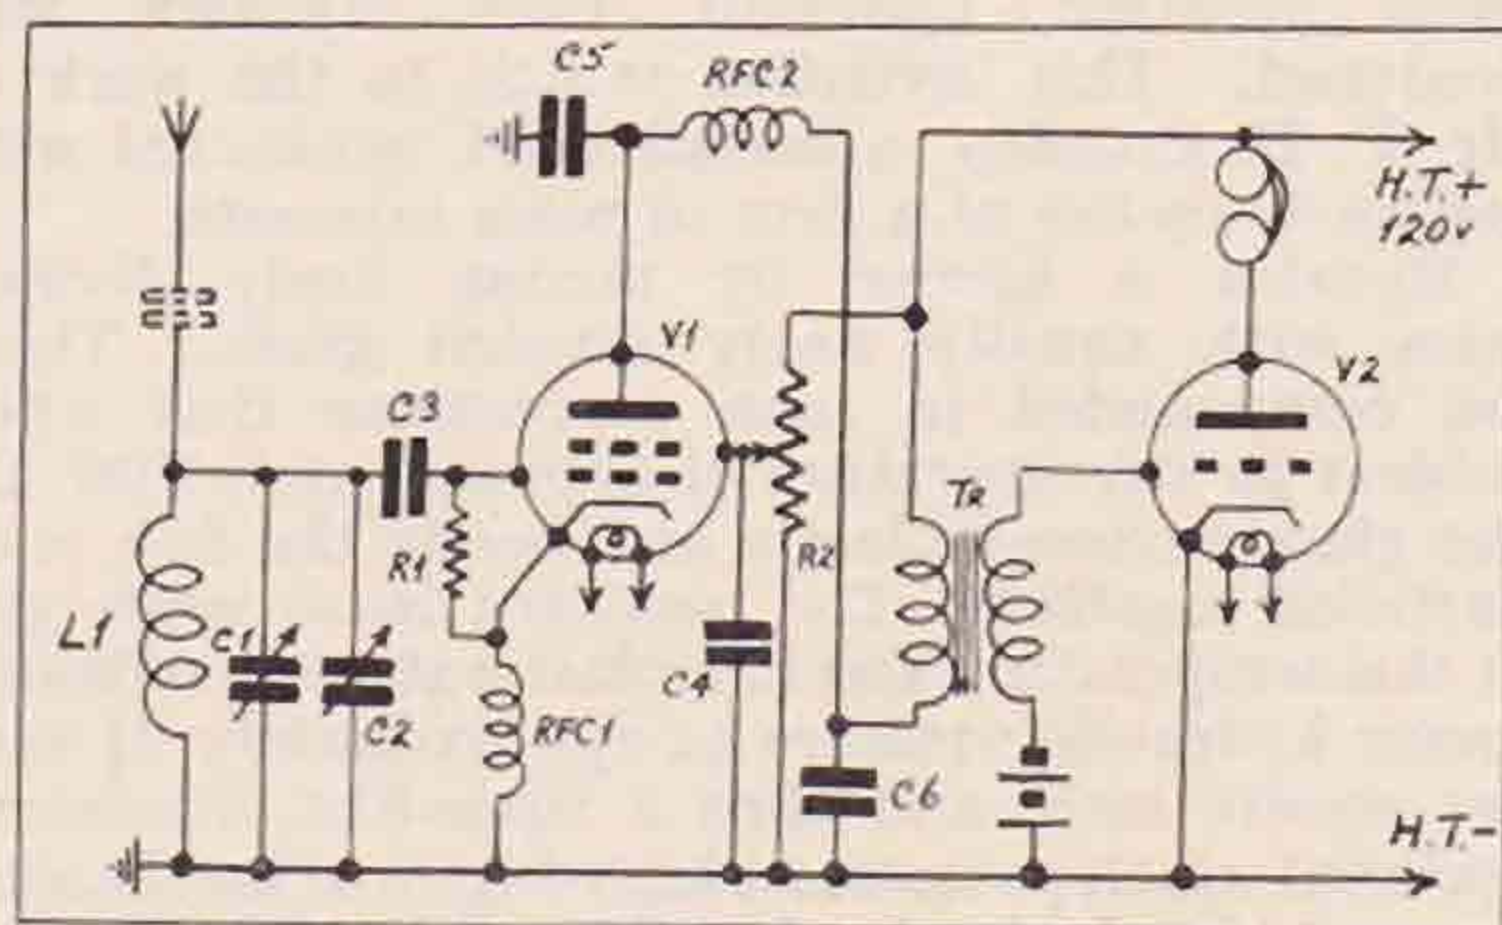 C5
RFC2
H.T.+
120v
V1
V2
C3
TR
R1
R2
L1
C1
C2
RFC1
C4
C6
H.T.-